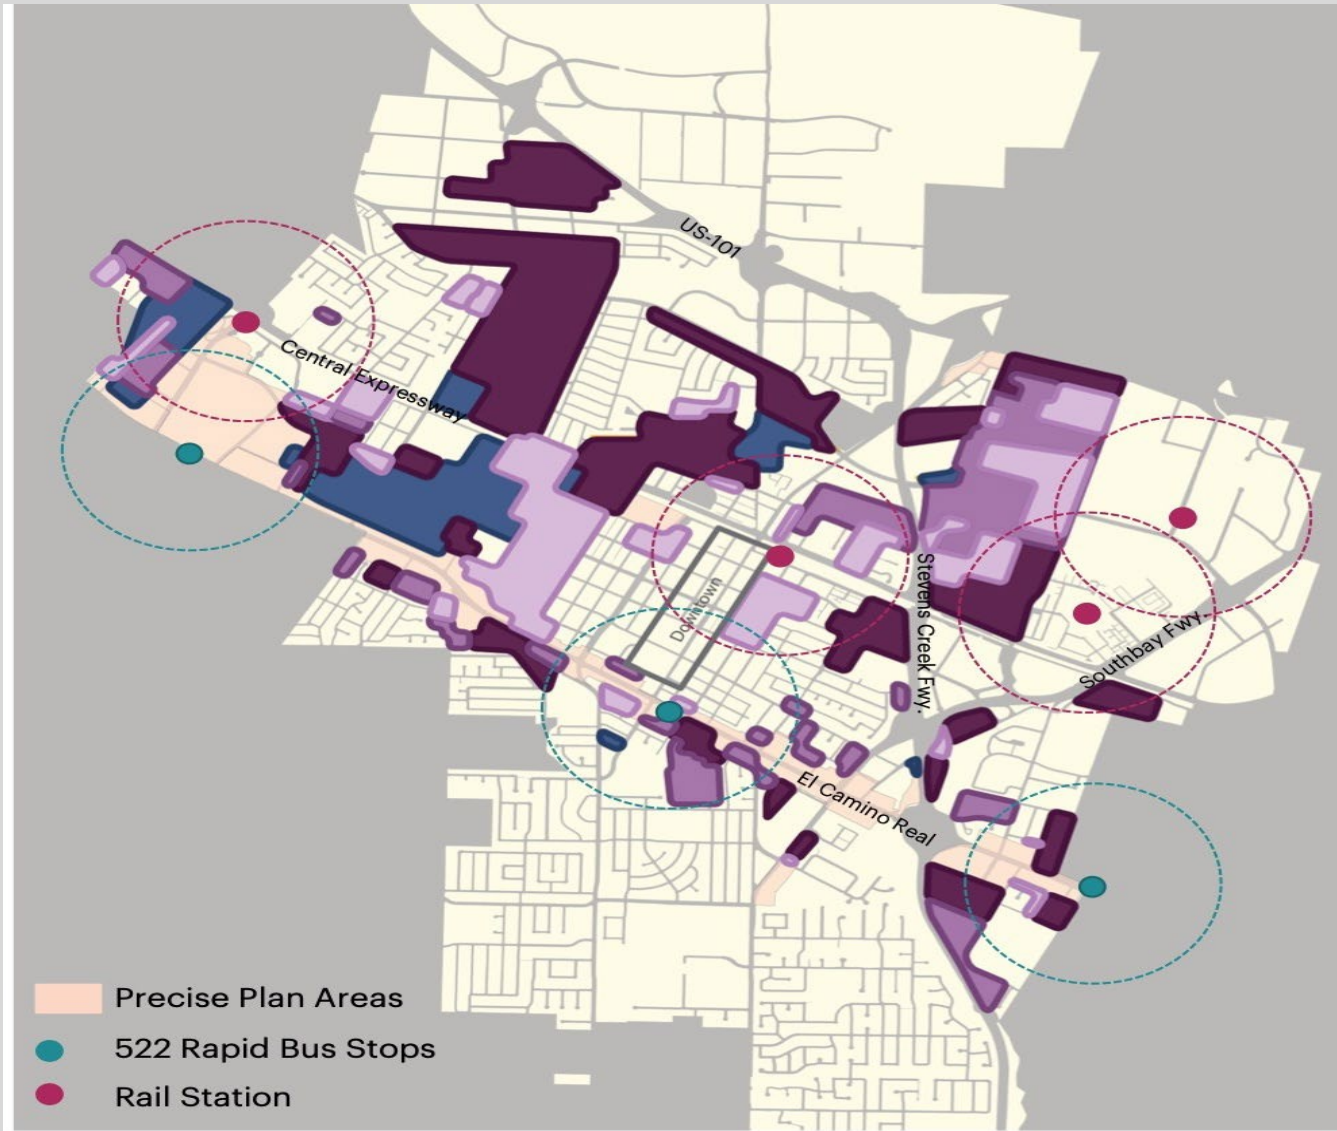 US-101
Central Expressway
Downtown
Stevens Creek Fwy.
Southbay Fwy.
El Camino Real
Precise Plan Areas
522 Rapid Bus Stops
Rail Station